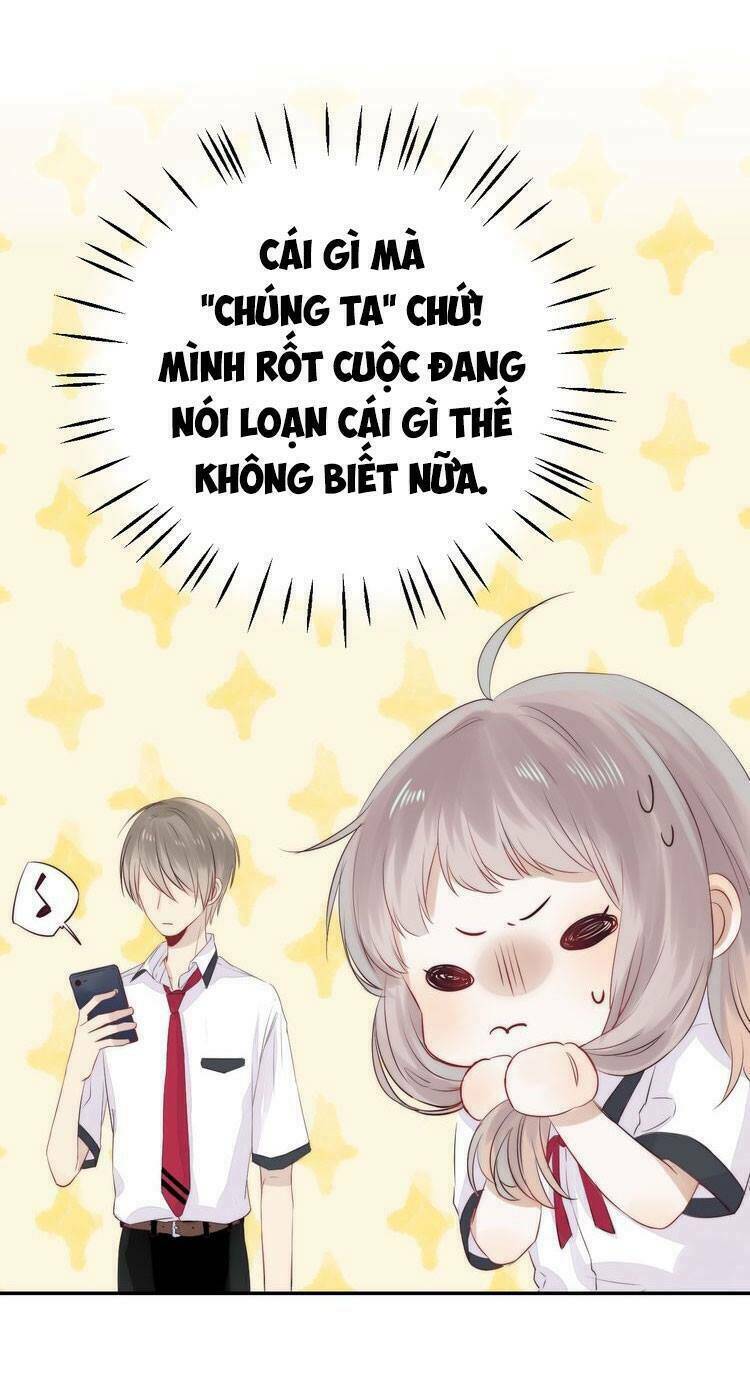 CÁI GÌ MÀ
"CHÚNG TA" CHỨ!
MÌNH RỐT CUỘC ĐANG
NÓI LOẠN CÁI GÌ THẾ
KHÔNG BIẾT NỮA.